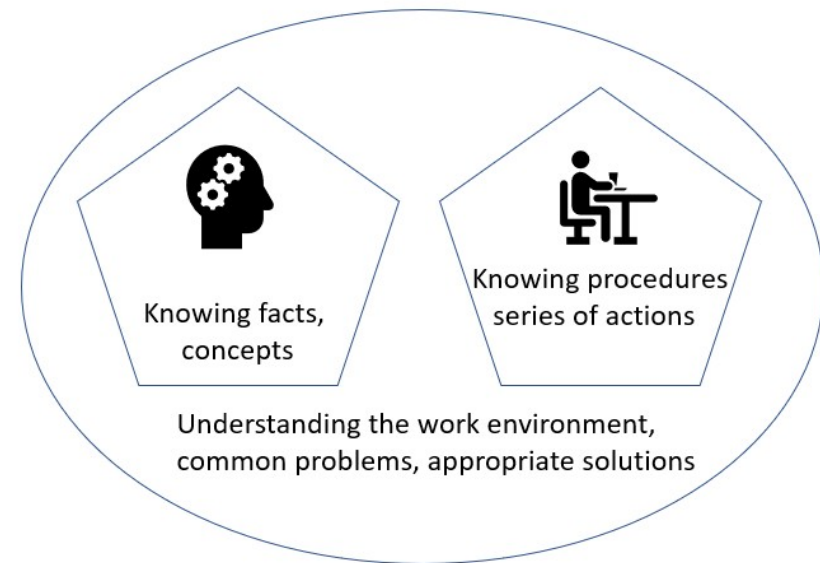 Knowing facts,
concepts
Knowing procedures
series of actions
Understanding the work environment,
common problems, appropriate solutions